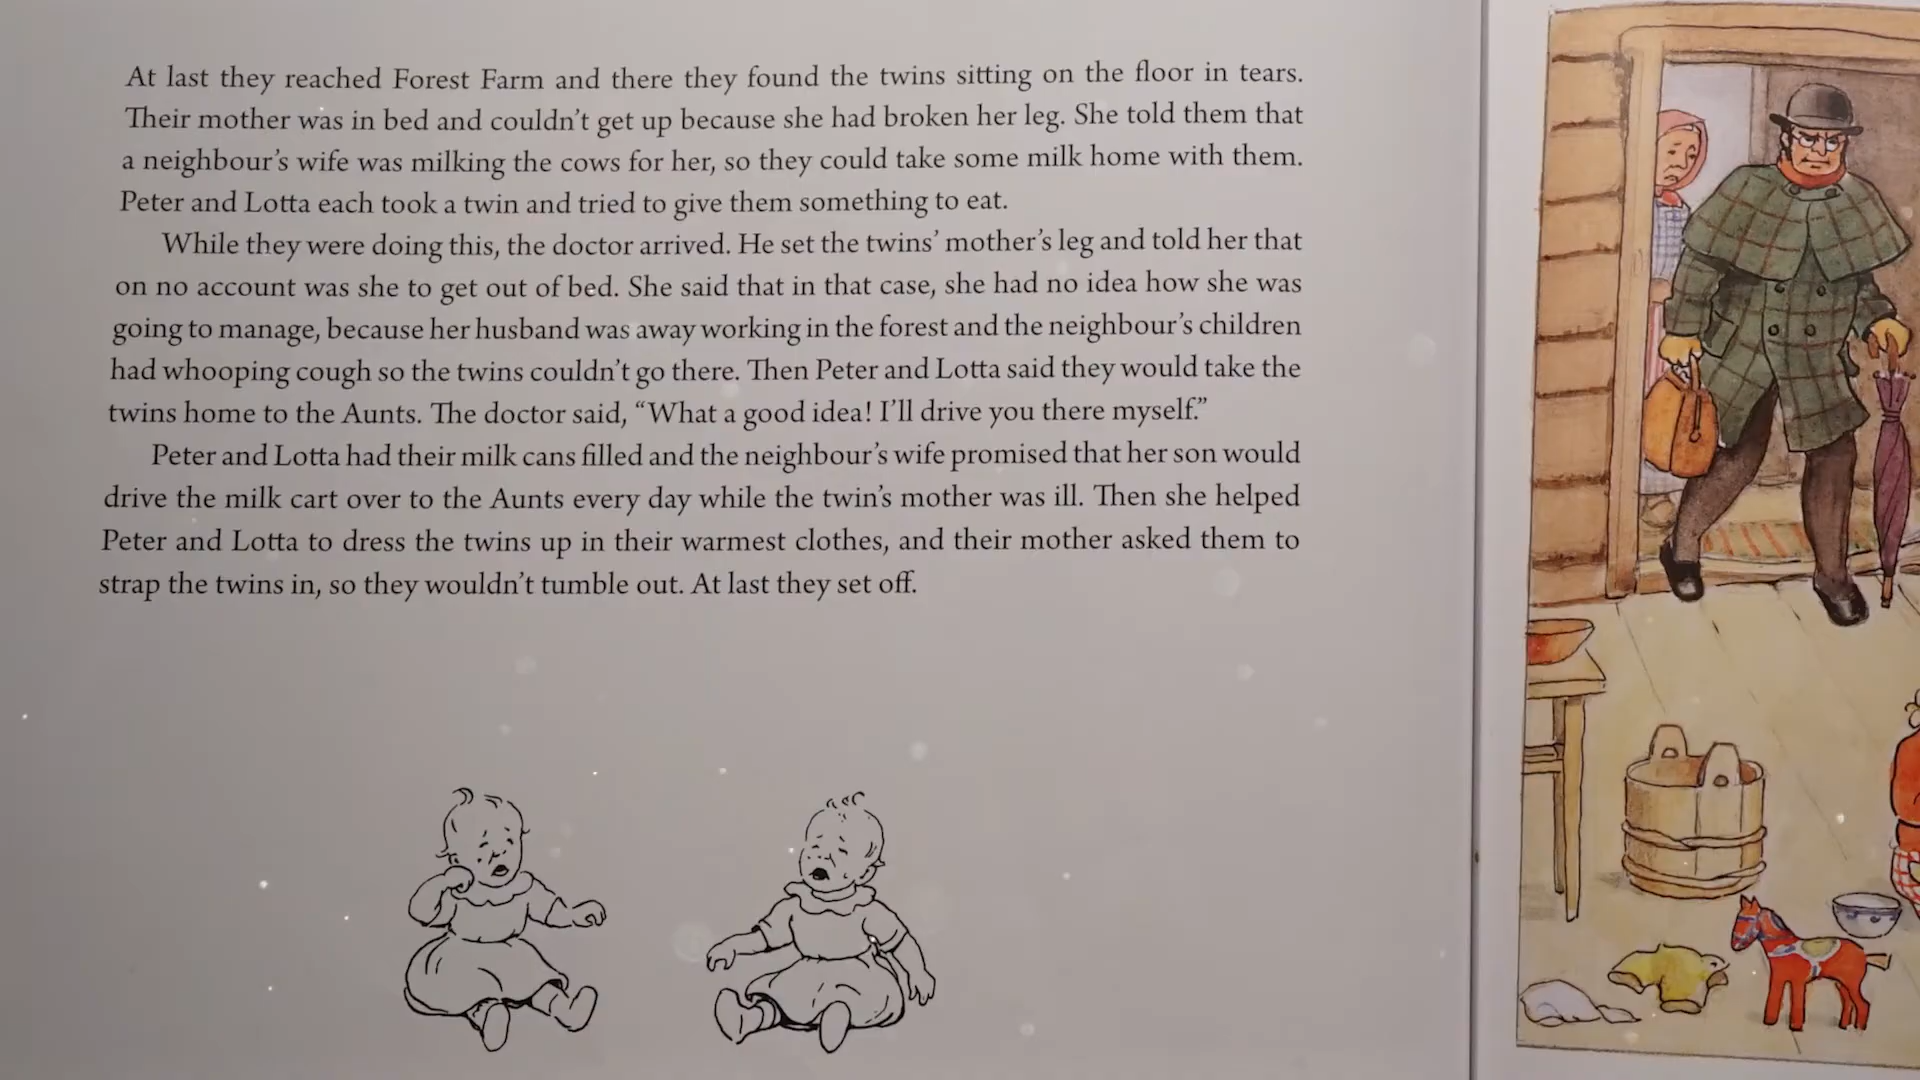 At last they reached Forest Farm and there they found the twins sitting on the floor in tears.
Their mother was in bed and couldn't get up because she had broken her leg. She told them that
a neighbour's wife was milking the cows for her, so they could take some milk home with them.
Peter and Lotta each took a twin and tried to give them something to eat.
While they were doing this, the doctor arrived. He set the twins' mother's leg and told her that
on no account was she to get out of bed. She said that in that case, she had no idea how she was
going to manage, because her husband was away working in the forest and the neighbour's children
had whooping cough so the twins couldn't go there. Then Peter and Lotta said they would take the
twins home to the Aunts. The doctor said, “What a good idea! I'll drive you there myself.”
Peter and Lotta had their milk cans filled and the neighbour's wife promised that her son would
drive the milk cart over to the Aunts every day while the twin's mother was ill. Then she helped
Peter and Lotta to dress the twins up in their warmest clothes, and their mother asked them to
strap the twins in, so they wouldn't tumble out. At last they set off.